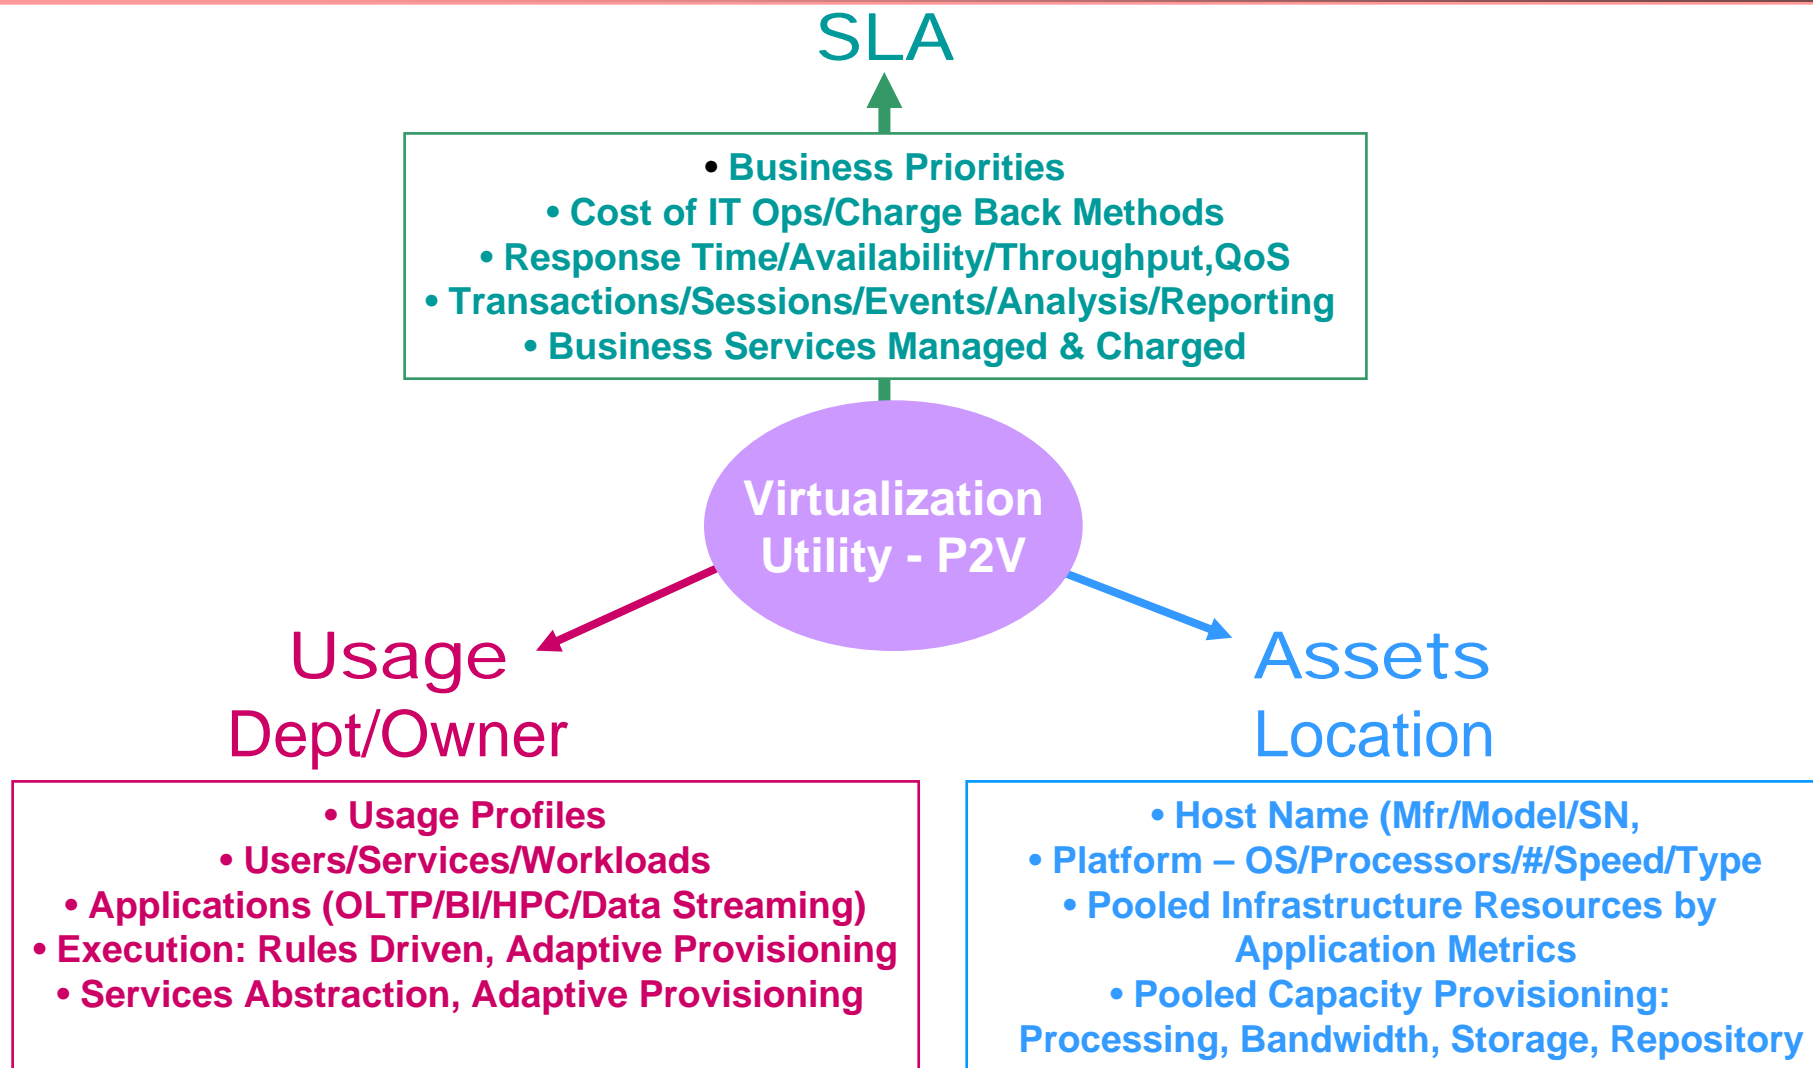 SLA
• Business Priorities
• Cost of IT Ops/Charge Back Methods
• Response Time/Availability/Throughput,QoS
• Transactions/Sessions/Events/Analysis/Reporting
• Business Services Managed & Charged
Virtualization
Utility - P2V
Usage
Dept/Owner
• Usage Profiles
• Users/Services/Workloads
• Applications (OLTP/BI/HPC/Data Streaming)
• Execution: Rules Driven, Adaptive Provisioning
• Services Abstraction, Adaptive Provisioning
Assets
Location
• Host Name (Mfr/Model/SN,
• Platform – OS/Processors/#/Speed/Type
• Pooled Infrastructure Resources by
Application Metrics
• Pooled Capacity Provisioning:
Processing, Bandwidth, Storage, Repository